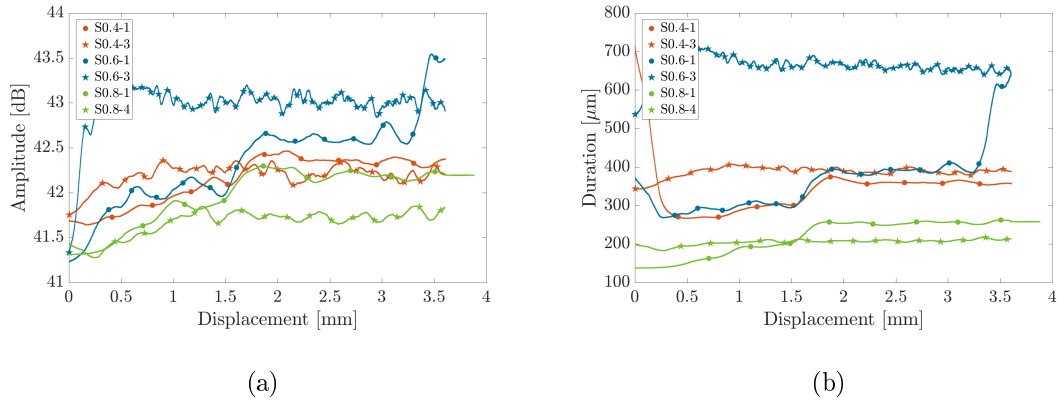 44
43.5
43
42.5
42
41.5
41
Amplitude [dB]
S0.4-1
S0.4-3
S0.6-1
S0.6-3
S0.8-1
S0.8-4
0 0.5 1 1.5 2 2.5 3 3.5 4
Displacement [mm]
(a)
800
700
600
500
400
300
200
100
Duration [μm]
S0.4-1
S0.4-3
S0.6-1
S0.6-3
S0.8-1
S0.8-4
0 0.5 1 1.5 2 2.5 3 3.5 4
Displacement [mm]
(b)